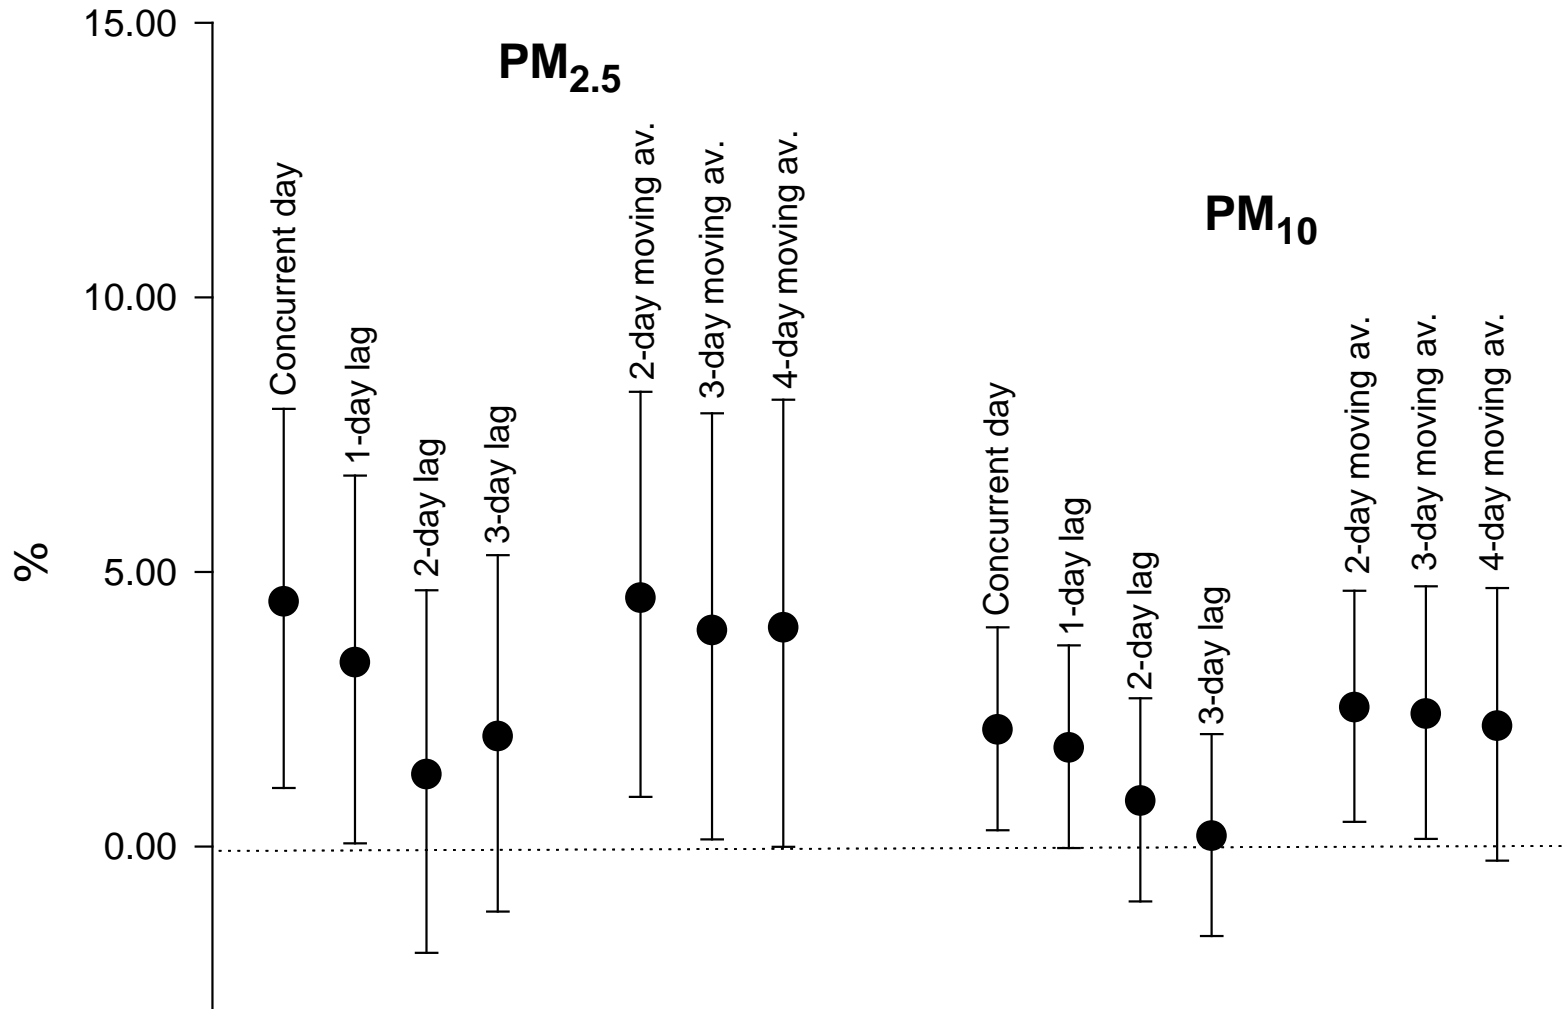 15.00
10.00
5.00
0.00
%
PM2.5
Concurrent day
1-day lag
2-day lag
3-day lag
2-day moving av.
3-day moving av.
4-day moving av.
PM10
Concurrent day
1-day lag
2-day lag
3-day lag
2-day moving av.
3-day moving av.
4-day moving av.